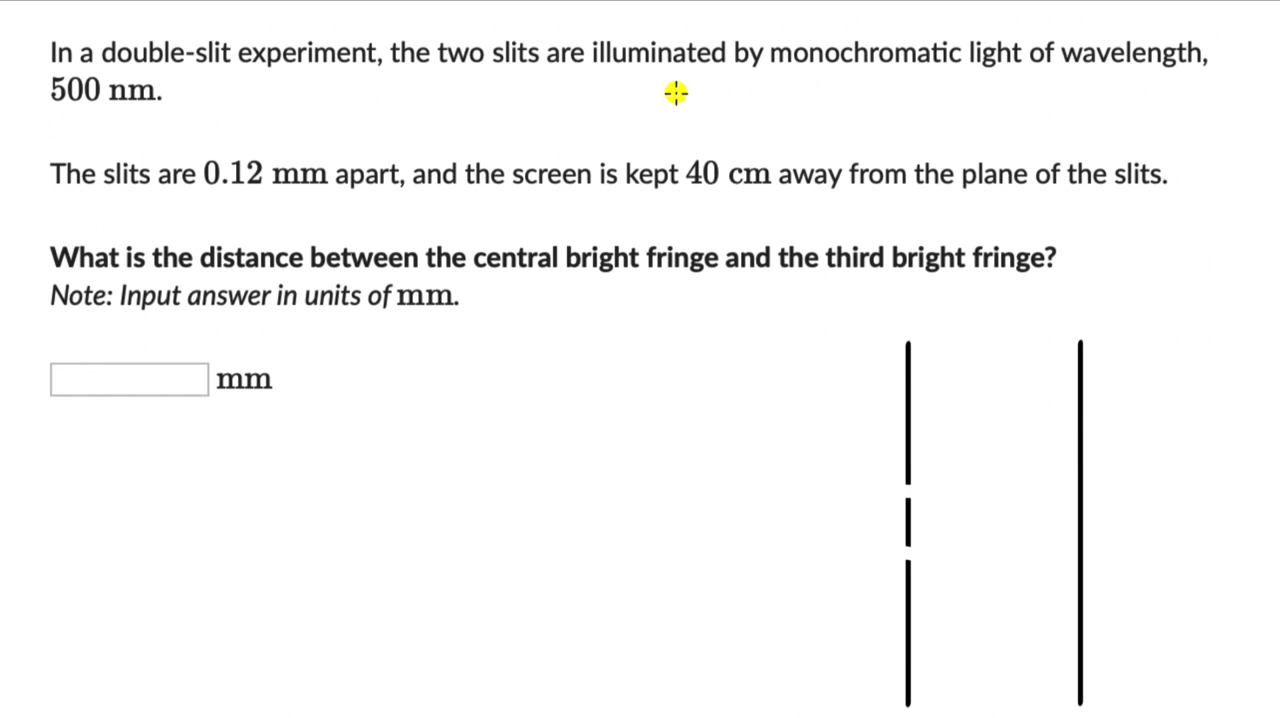 In a double-slit experiment, the two slits are illuminated by monochromatic light of wavelength,
500 nm.
The slits are 0.12 mm apart, and the screen is kept 40 cm away from the plane of the slits.
What is the distance between the central bright fringe and the third bright fringe?
Note: Input answer in units of mm.
mm